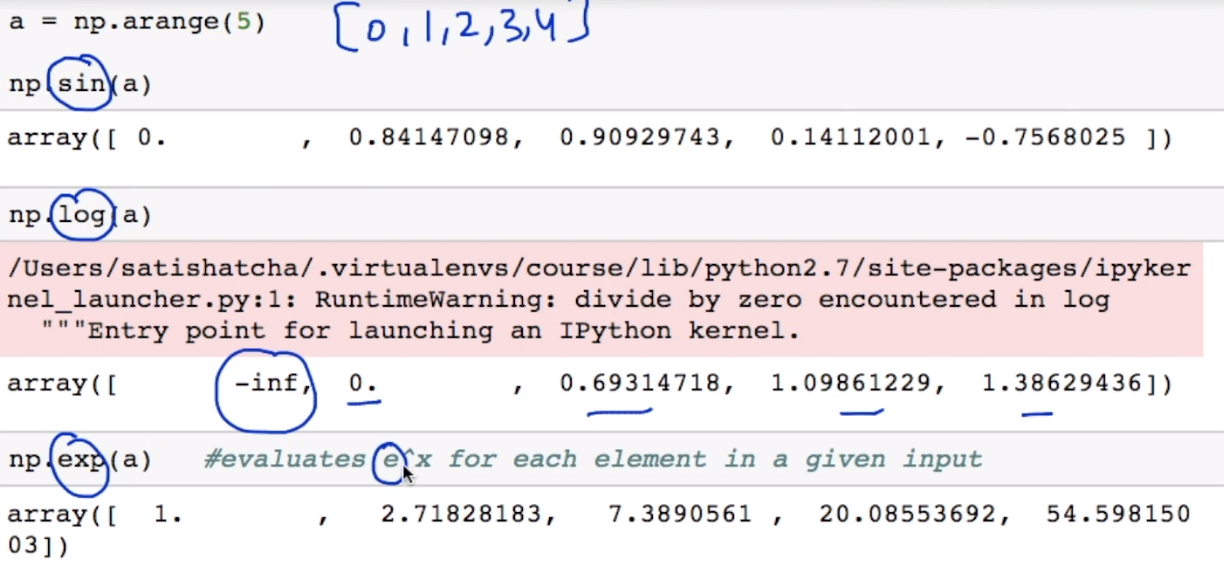 a = np.arange(5) [0,1,2,3,4]
np.sin(a)
array([ 0.        ,  0.84147098,  0.90929743,  0.14112001, -0.7568025 ])
np.log(a)
/Users/satishatcha/.virtualenvs/course/lib/python2.7/site-packages/ipyker
nel_launcher.py:1: RuntimeWarning: divide by zero encountered in log
  """Entry point for launching an IPython kernel.
array([       -inf,  0.        ,  0.69314718,  1.09861229,  1.38629436])
np.exp(a)   #evaluates e^x for each element in a given input
array([  1.        ,   2.71828183,   7.3890561 ,  20.08553692,  54.598150
03])